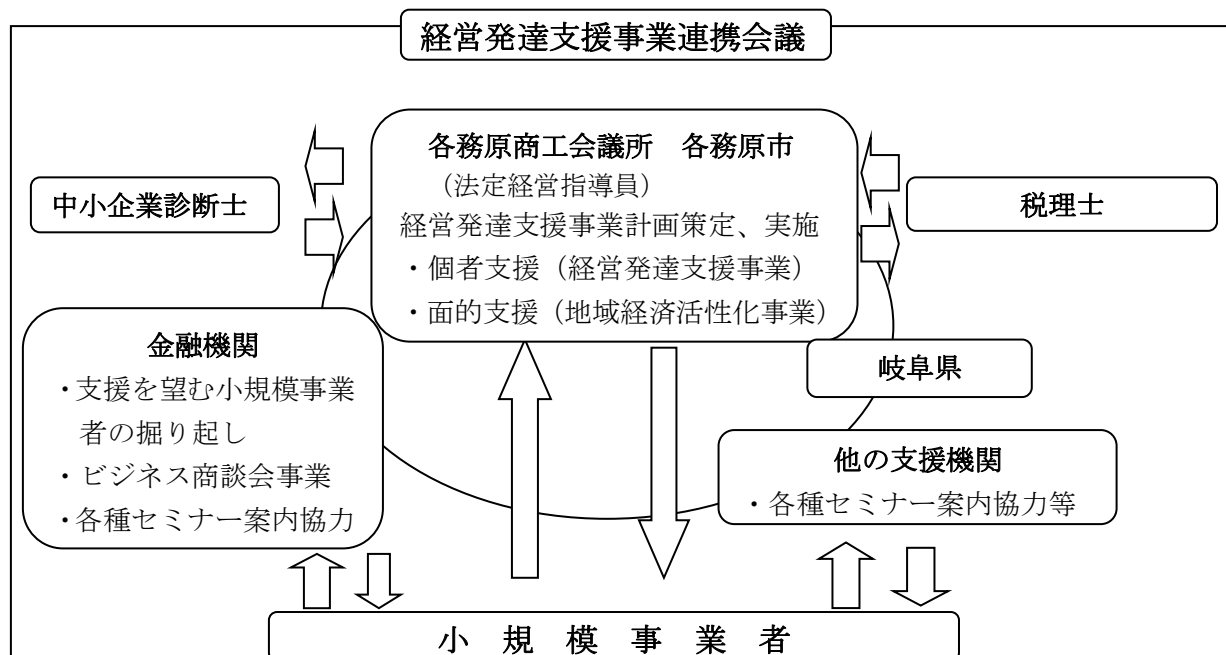 経営発達支援事業連携会議
各務原商工会議所　各務原市
（法定経営指導員）
経営発達支援事業計画策定、実施
・個者支援（経営発達支援事業）
・面的支援（地域経済活性化事業）
中小企業診断士
税理士
金融機関
・支援を望む小規模事業
者の掘り起し
・ビジネス商談会事業
・各種セミナー案内協力
岐阜県
他の支援機関
・各種セミナー案内協力等
小　規　模　事　業　者